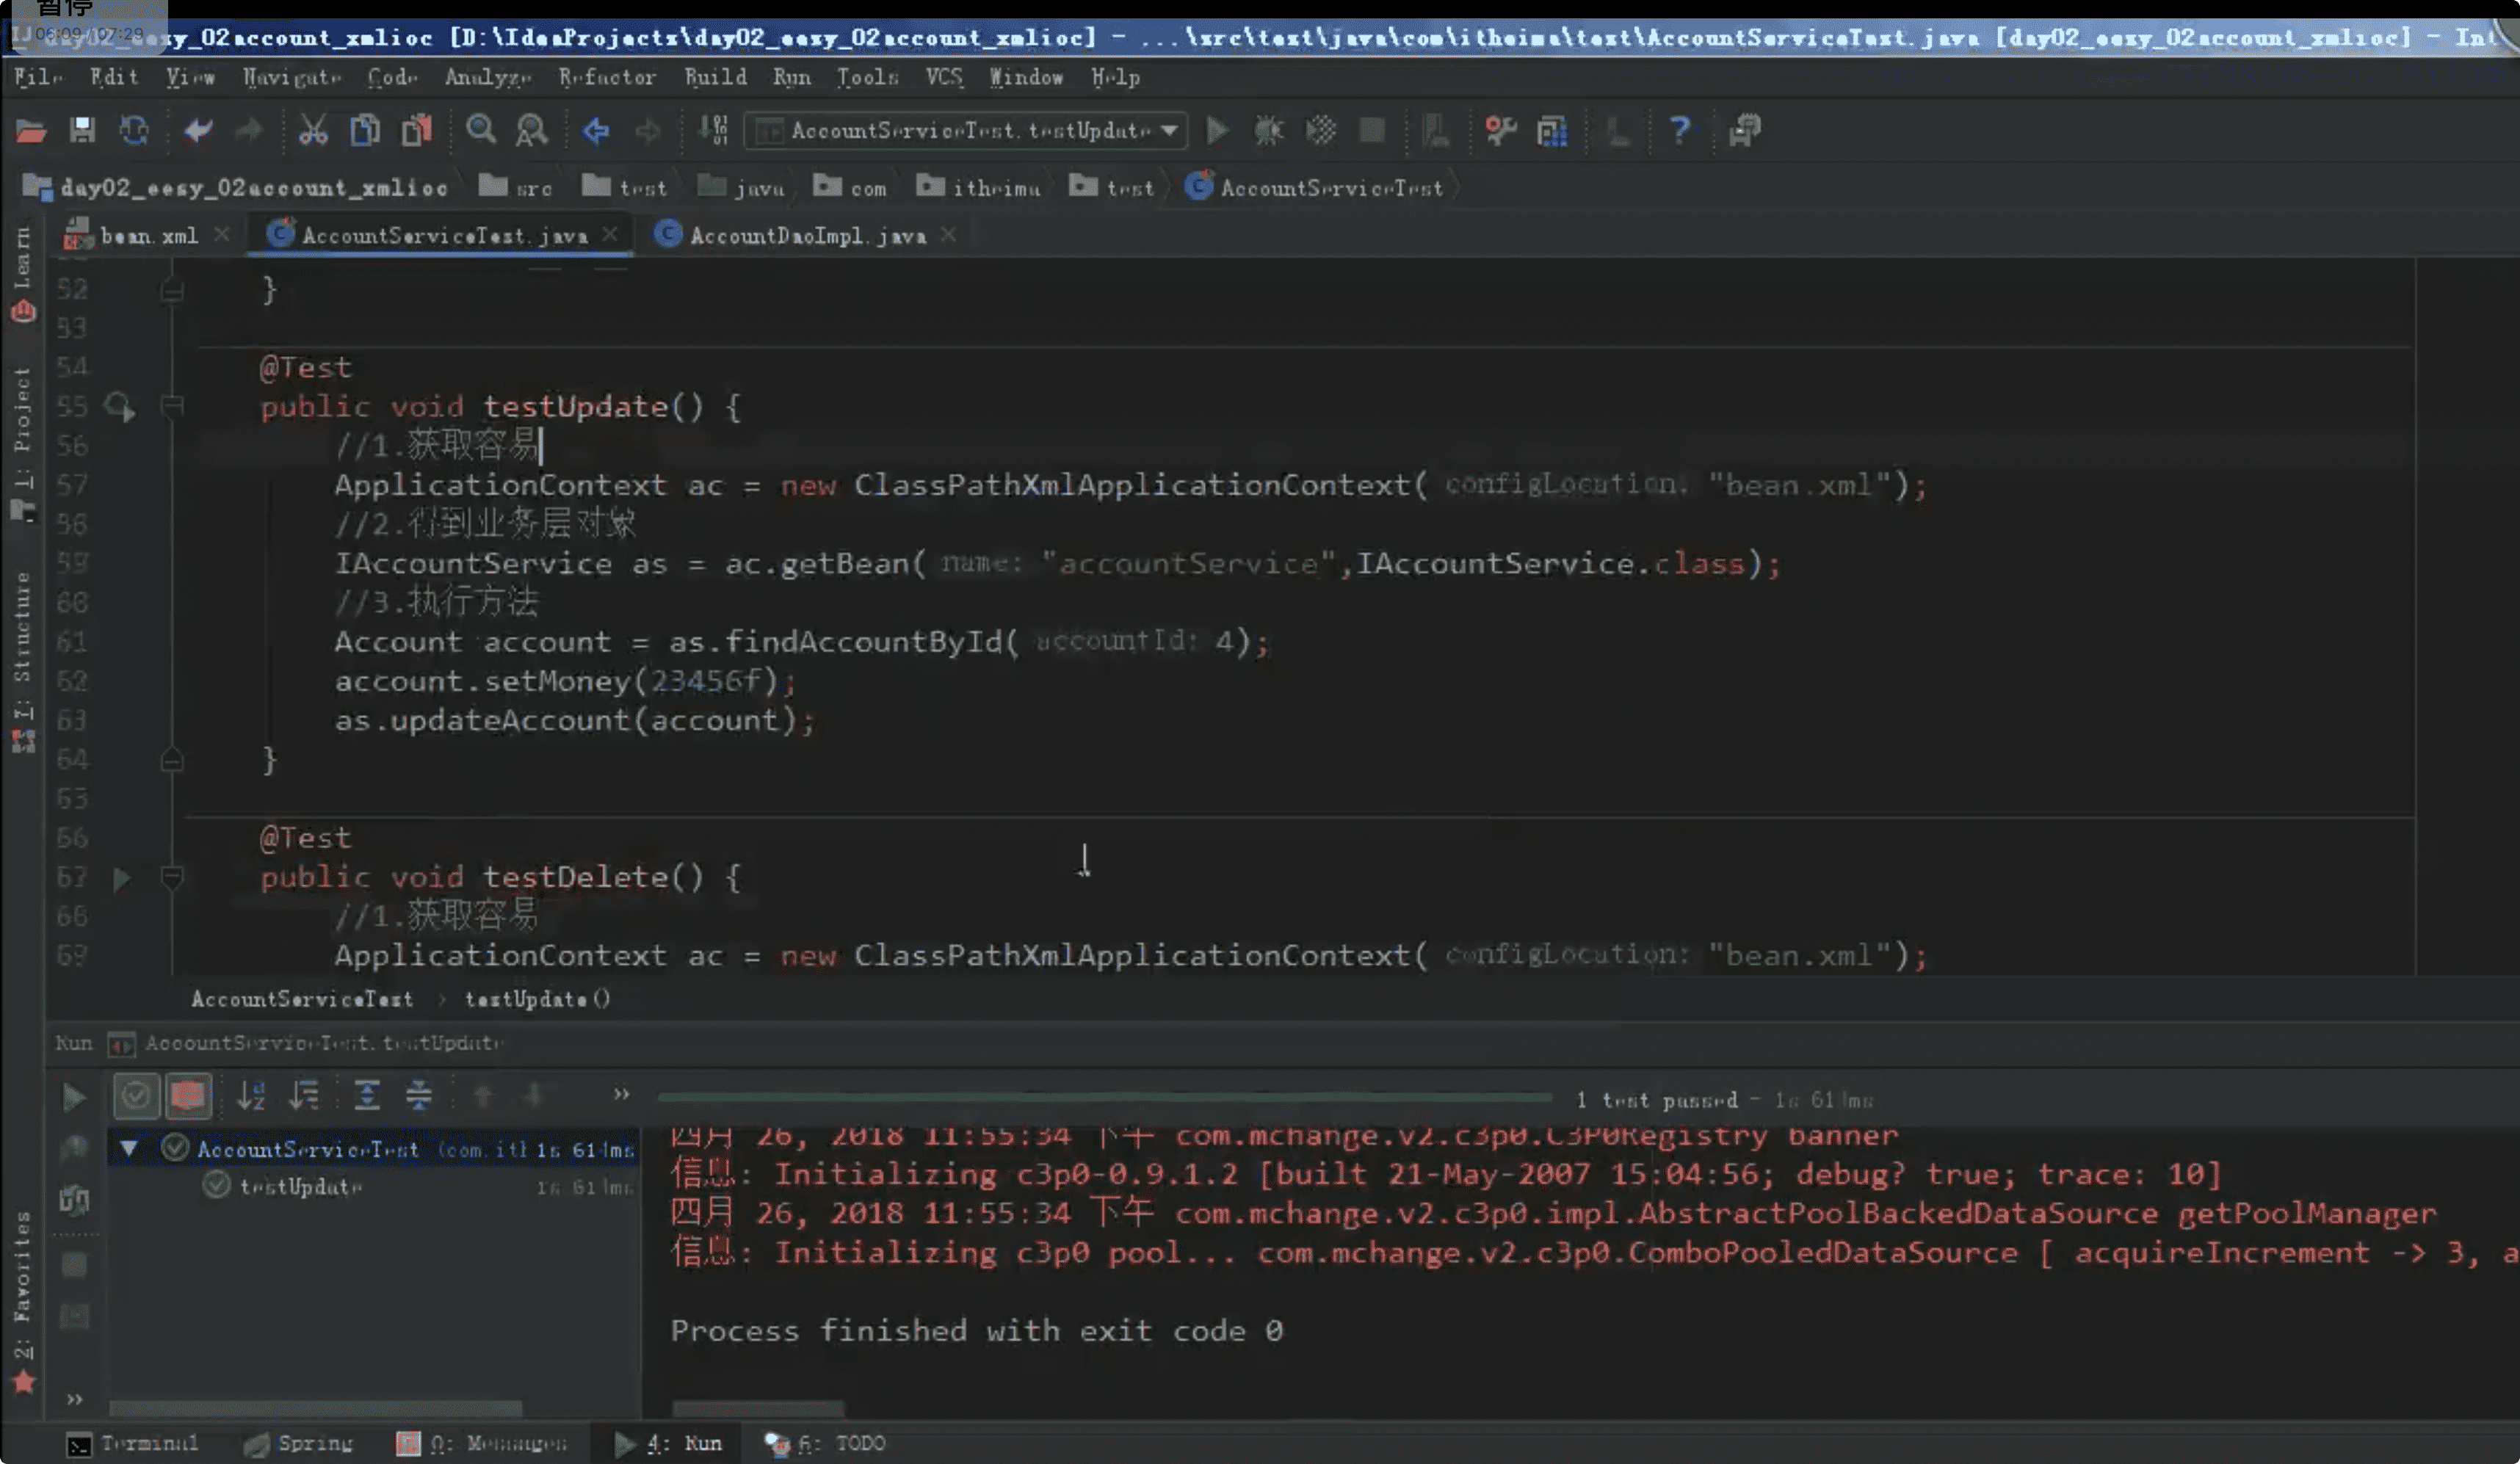 暂停
06:09 / 07:29
day02_eesy_02account_xmlioc [D:\IdeaProjects\day02_eesy_02account_xmlioc] - ...\src\test\java\com\itheima\test\AccountServiceTest.java [day02_eesy_02account_xmlioc] - Int
File Edit View Navigate Code Analyze Refactor Build Run Tools VCS Window Help
AccountServiceTest.testUpdate
day02_eesy_02account_xmlioc src test java com itheima test AccountServiceTest
bean.xml AccountServiceTest.java AccountDaoImpl.java
Learn
1: Project
7: Structure
2: Favorites
52 }
53
54 @Test
55 public void testUpdate() {
56 //1.获取容易
57 ApplicationContext ac = new ClassPathXmlApplicationContext( configLocation: "bean.xml");
58 //2.得到业务层对象
59 IAccountService as = ac.getBean( name: "accountService",IAccountService.class);
60 //3.执行方法
61 Account account = as.findAccountById( accountId: 4);
62 account.setMoney(23456f);
63 as.updateAccount(account);
64 }
65
66 @Test
67 public void testDelete() {
68 //1.获取容易
69 ApplicationContext ac = new ClassPathXmlApplicationContext( configLocation: "bean.xml");
AccountServiceTest › testUpdate()
Run AccountServiceTest.testUpdate
1 test passed - 1s 611ms
AccountServiceTest (com.ith 1s 611ms
testUpdate 1s 611ms
四月 26, 2018 11:55:34 下午 com.mchange.v2.c3p0.C3P0Registry banner
信息: Initializing c3p0-0.9.1.2 [built 21-May-2007 15:04:56; debug? true; trace: 10]
四月 26, 2018 11:55:34 下午 com.mchange.v2.c3p0.impl.AbstractPoolBackedDataSource getPoolManager
信息: Initializing c3p0 pool... com.mchange.v2.c3p0.ComboPooledDataSource [ acquireIncrement -> 3, a
Process finished with exit code 0
Terminal Spring 0: Messages 4: Run 6: TODO